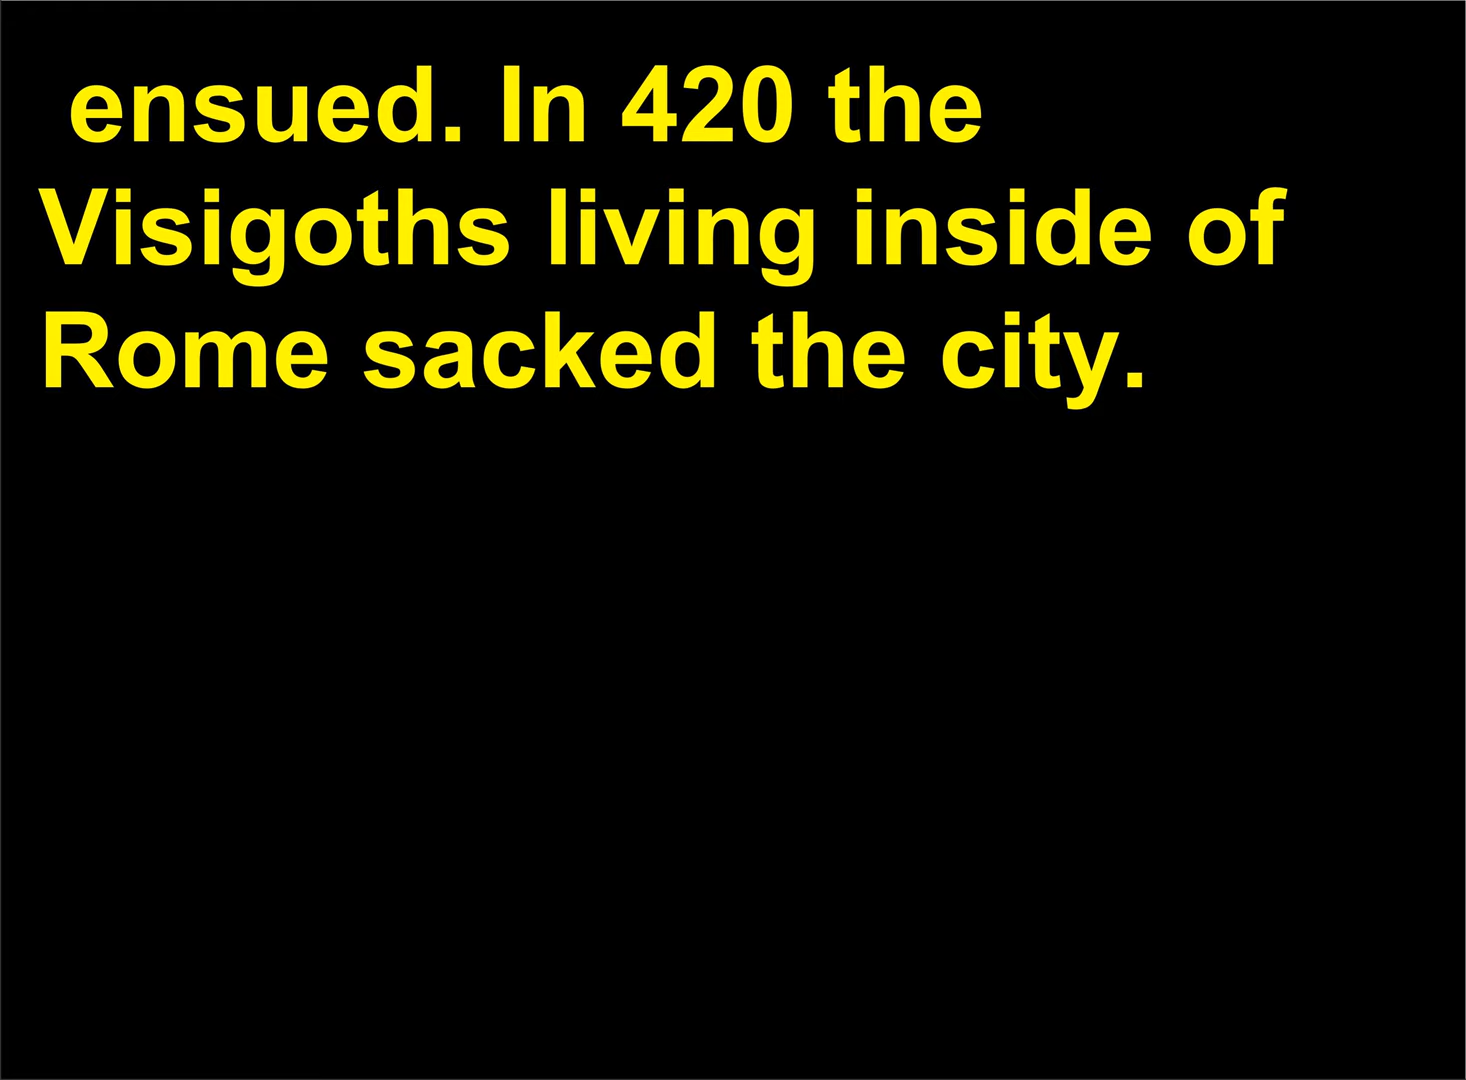 ensued. In 420 the
Visigoths living inside of
Rome sacked the city.